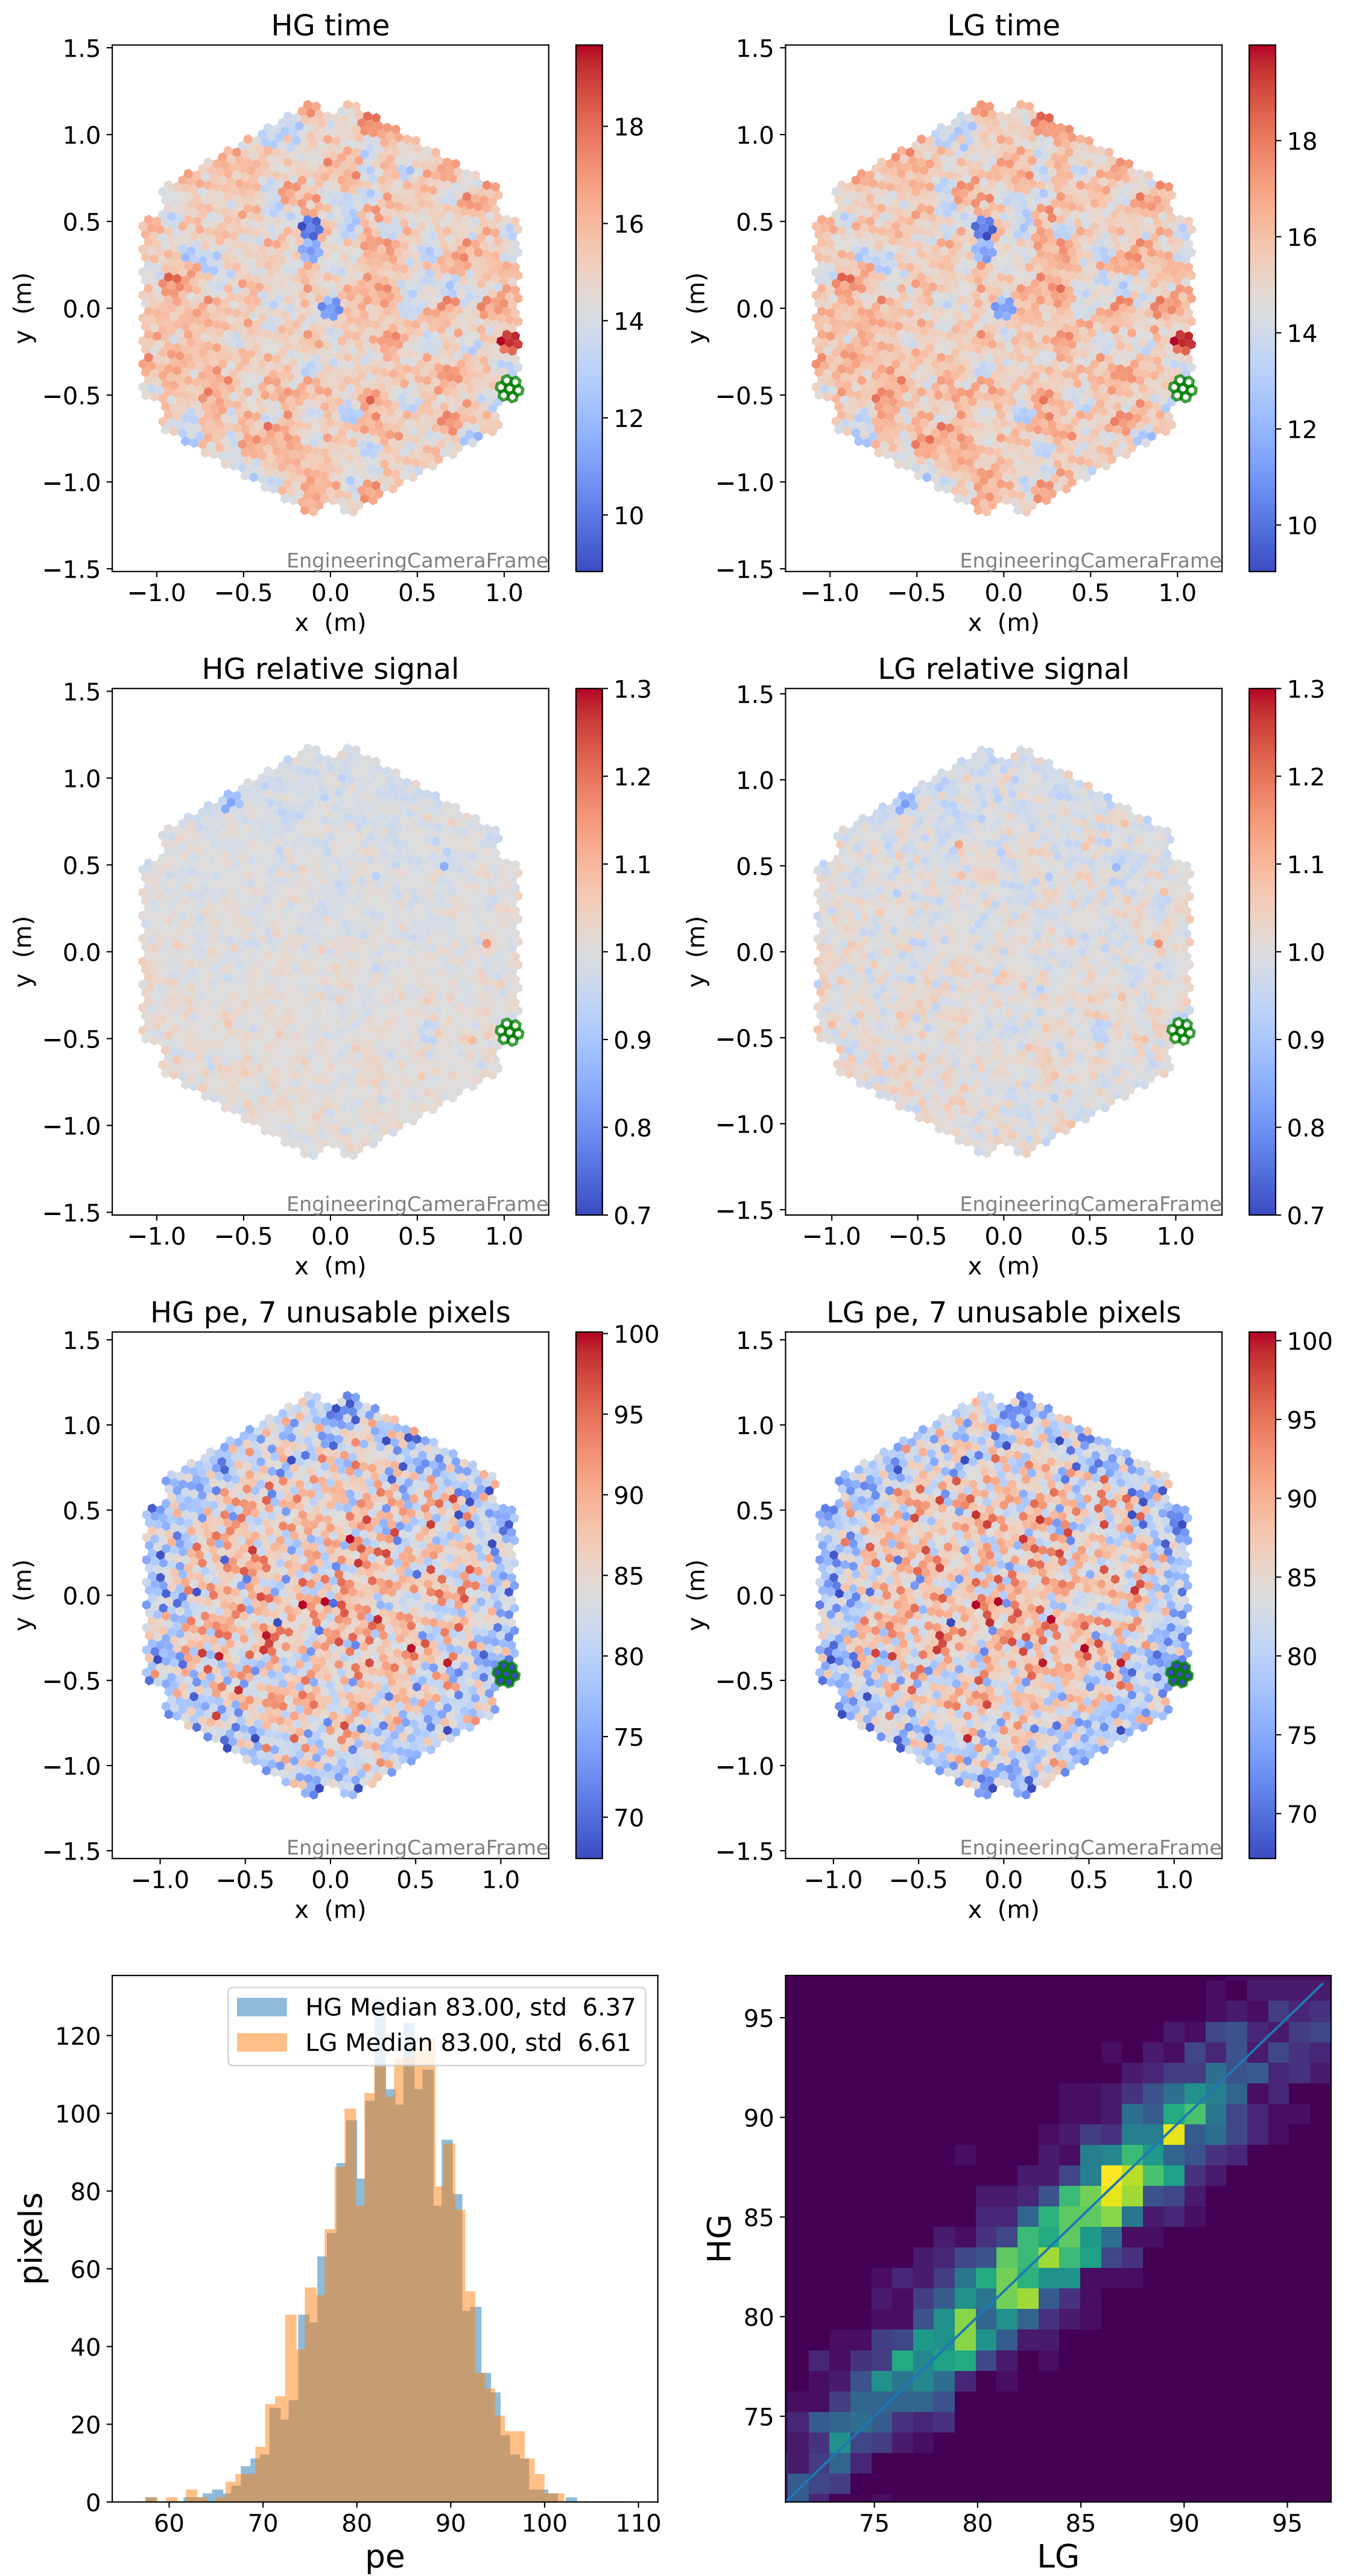 HG time
LG time
1.5
1.0
0.5
0.0
−0.5
−1.0
−1.5
y (m)
−1.0 −0.5 0.0 0.5 1.0
x (m)
EngineeringCameraFrame
18
16
14
12
10
1.5
1.0
0.5
0.0
−0.5
−1.0
−1.5
y (m)
−1.0 −0.5 0.0 0.5 1.0
x (m)
EngineeringCameraFrame
18
16
14
12
10
HG relative signal
LG relative signal
1.5
1.0
0.5
0.0
−0.5
−1.0
−1.5
y (m)
−1.0 −0.5 0.0 0.5 1.0
x (m)
EngineeringCameraFrame
1.3
1.2
1.1
1.0
0.9
0.8
0.7
1.5
1.0
0.5
0.0
−0.5
−1.0
−1.5
y (m)
−1.0 −0.5 0.0 0.5 1.0
x (m)
EngineeringCameraFrame
1.3
1.2
1.1
1.0
0.9
0.8
0.7
HG pe, 7 unusable pixels
LG pe, 7 unusable pixels
1.5
1.0
0.5
0.0
−0.5
−1.0
−1.5
y (m)
−1.0 −0.5 0.0 0.5 1.0
x (m)
EngineeringCameraFrame
100
95
90
85
80
75
70
1.5
1.0
0.5
0.0
−0.5
−1.0
−1.5
y (m)
−1.0 −0.5 0.0 0.5 1.0
x (m)
EngineeringCameraFrame
100
95
90
85
80
75
70
HG Median 83.00, std 6.37
LG Median 83.00, std 6.61
120
100
80
60
40
20
0
pixels
60 70 80 90 100 110
pe
95
90
85
80
75
HG
75 80 85 90 95
LG